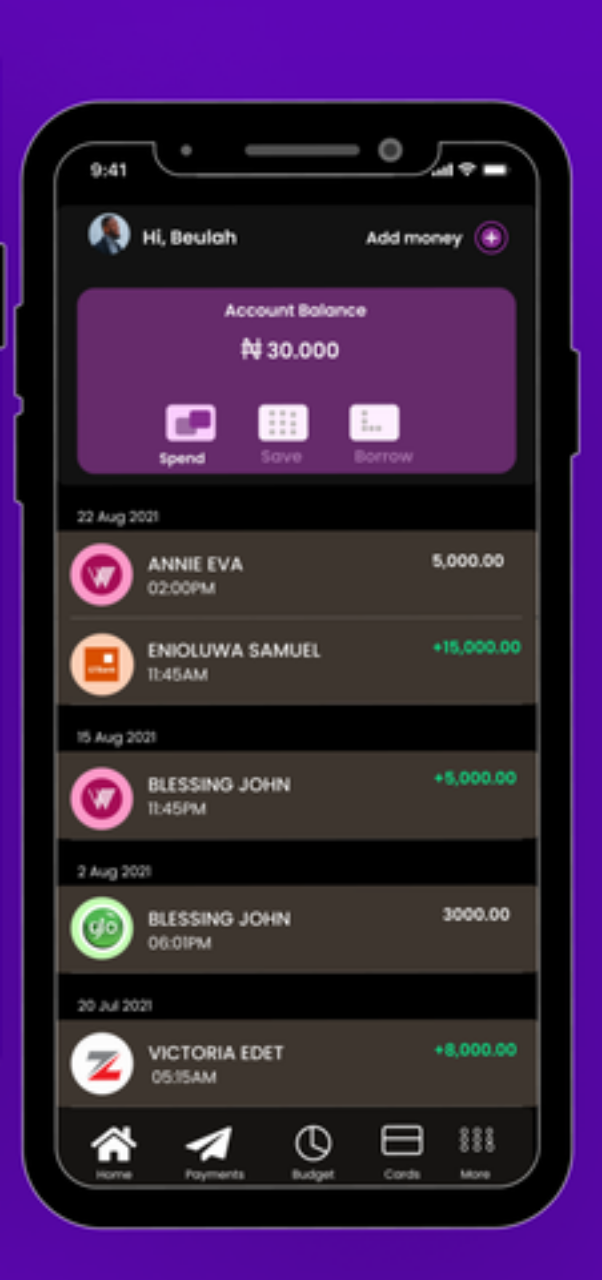 9:41
Hi, Beulah
Add money
Account Balance
₦ 30.000
Spend
Save
Borrow
22 Aug 2021
ANNIE EVA
5,000.00
02:00PM
ENIOLUWA SAMUEL
+15,000.00
11:45AM
15 Aug 2021
BLESSING JOHN
+5,000.00
11:45PM
2 Aug 2021
glo
BLESSING JOHN
3000.00
06:01PM
20 Jul 2021
VICTORIA EDET
+8,000.00
05:15AM
Home
Payments
Budget
Cards
More